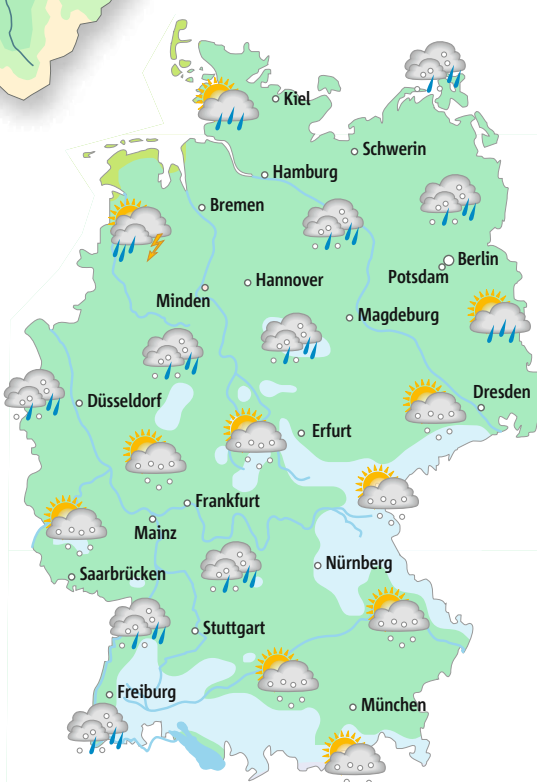 Kiel
Schwerin
Hamburg
Bremen
Berlin
Potsdam
Hannover
Minden
Magdeburg
Dresden
Düsseldorf
Erfurt
Frankfurt
Mainz
Nürnberg
Saarbrücken
Stuttgart
Freiburg
München